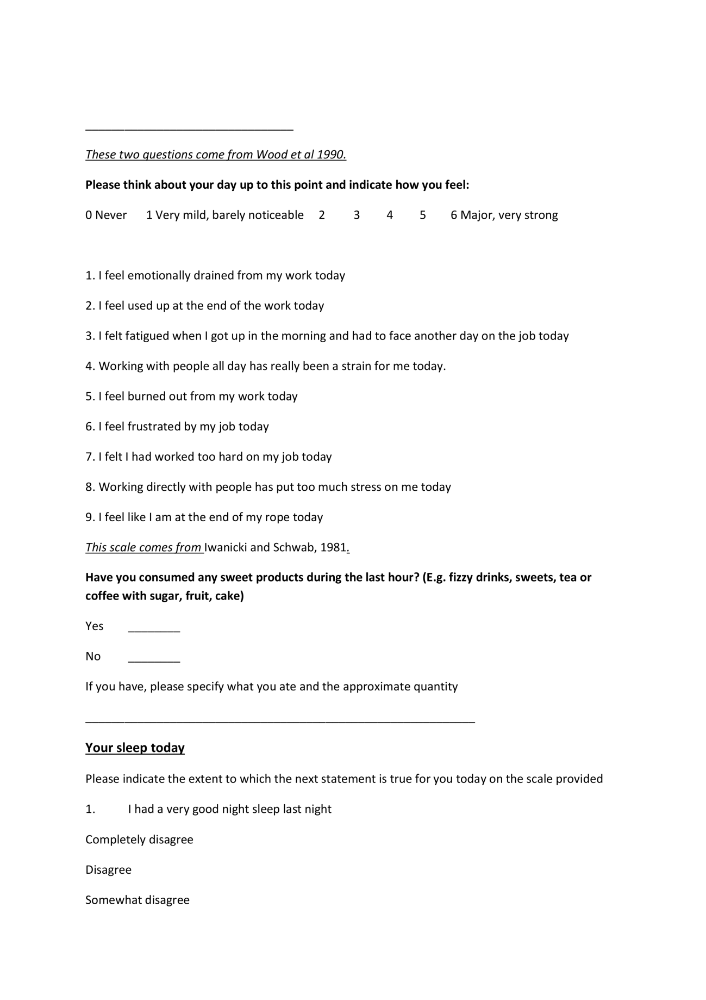 ________________________________
These two questions come from Wood et al 1990.
Please think about your day up to this point and indicate how you feel:
0 Never 1 Very mild, barely noticeable 2 3 4 5 6 Major, very strong
1. I feel emotionally drained from my work today
2. I feel used up at the end of the work today
3. I felt fatigued when I got up in the morning and had to face another day on the job today
4. Working with people all day has really been a strain for me today.
5. I feel burned out from my work today
6. I feel frustrated by my job today
7. I felt I had worked too hard on my job today
8. Working directly with people has put too much stress on me today
9. I feel like I am at the end of my rope today
This scale comes from Iwanicki and Schwab, 1981.
Have you consumed any sweet products during the last hour? (E.g. fizzy drinks, sweets, tea or
coffee with sugar, fruit, cake)
Yes ________
No ________
If you have, please specify what you ate and the approximate quantity
____________________________________________________________
Your sleep today
Please indicate the extent to which the next statement is true for you today on the scale provided
1. I had a very good night sleep last night
Completely disagree
Disagree
Somewhat disagree